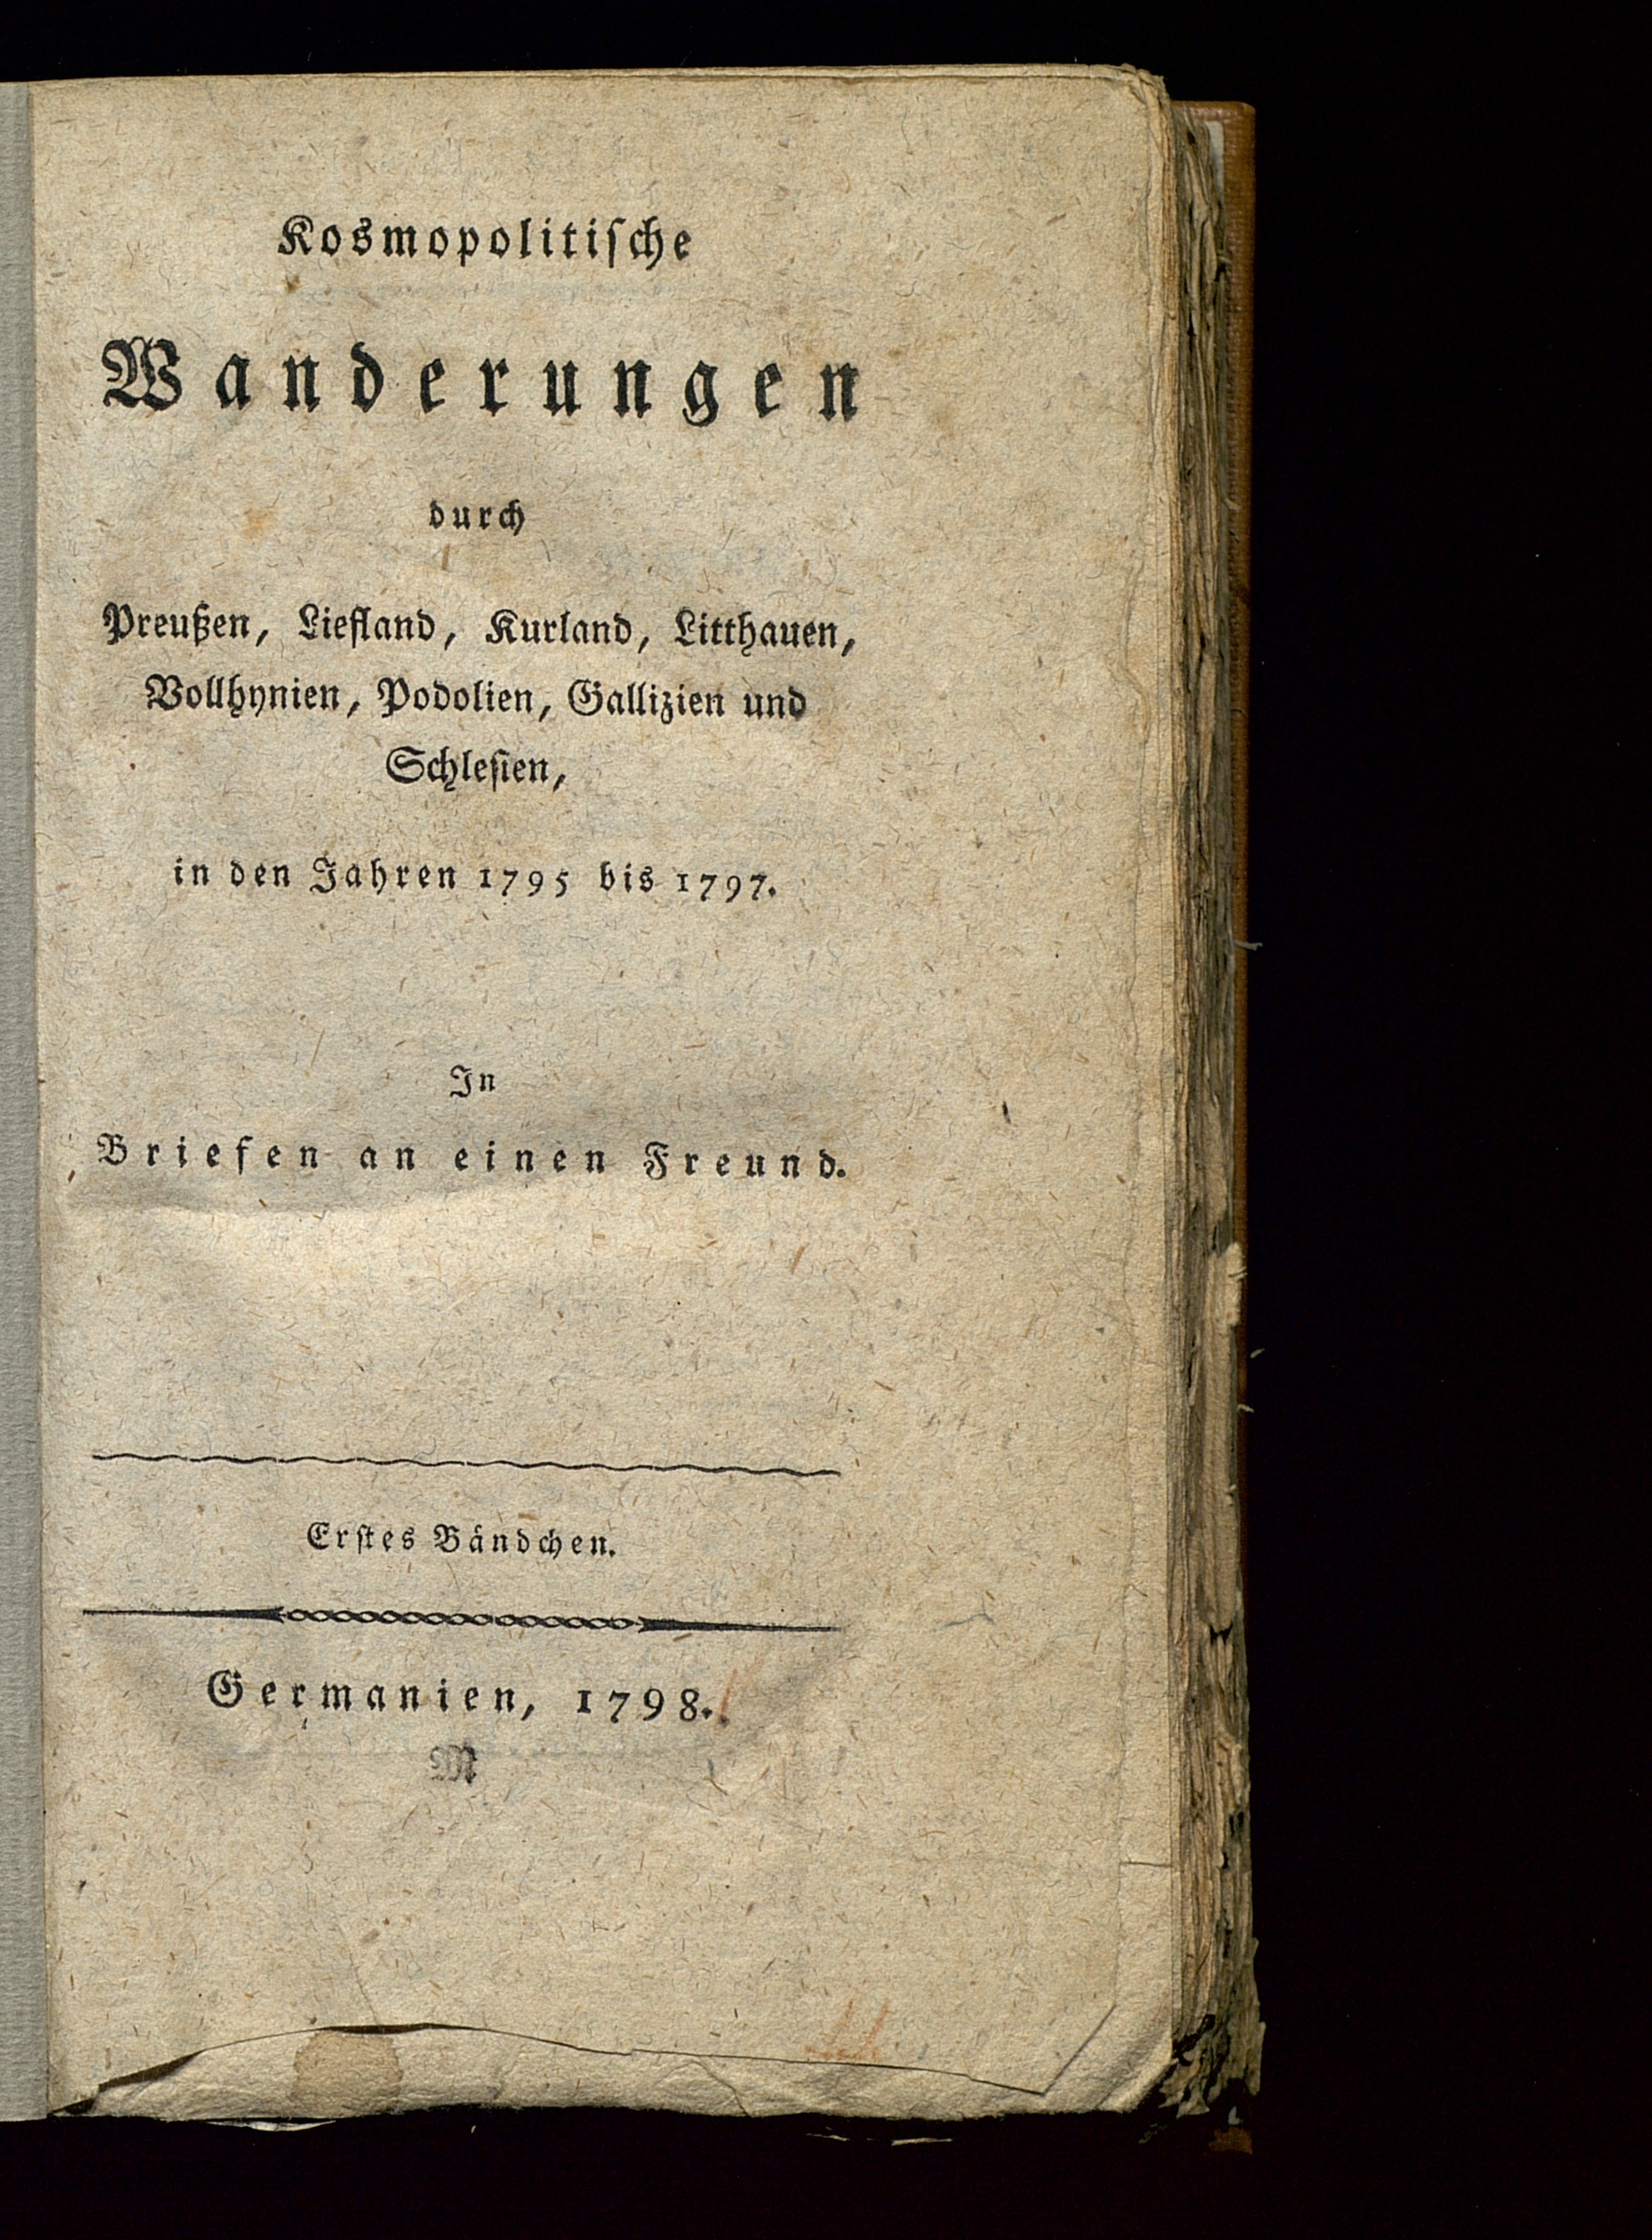 Kosmopolitiſche
Wanderungen
durch
Preußen, Liefland, Kurland, Litthauen,
Vollhynien, Podolien, Gallizien und
Schleſien,
in den Jahren 1795 bis 1797.
In
Briefen an einen Freund.
Erſtes Bändchen.
Germanien, 1798.
M